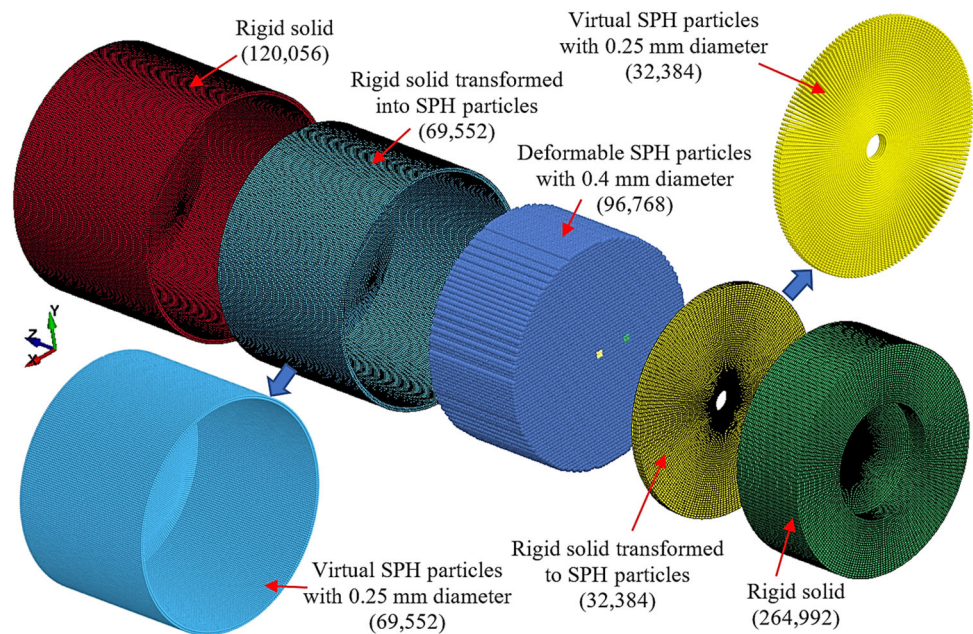 Rigid solid
(120,056)
Rigid solid transformed
into SPH particles
(69,552)
Virtual SPH particles
with 0.25 mm diameter
(32,384)
Deformable SPH particles
with 0.4 mm diameter
(96,768)
Y
Z
X
Virtual SPH particles
with 0.25 mm diameter
(69,552)
Rigid solid transformed
to SPH particles
(32,384)
Rigid solid
(264,992)